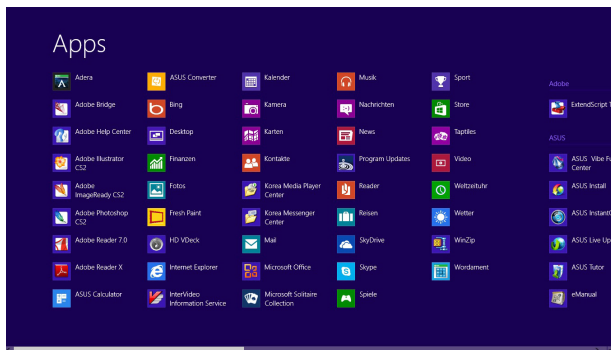 Apps
Adera
Adobe Bridge
Adobe Help Center
Adobe Illustrator
CS2
Adobe
ImageReady CS2
Adobe Photoshop
CS2
Adobe Reader 7.0
Adobe Reader X
ASUS Calculator
ASUS Converter
Bing
Desktop
Finanzen
Fotos
Fresh Paint
HD VDeck
Internet Explorer
InterVideo
Information Service
Kalender
Kamera
Karten
Kontakte
Korea Media Player
Center
Korea Messenger
Center
Mail
Microsoft Office
Microsoft Solitaire
Collection
Musik
Nachrichten
News
Program Updates
Reader
Reisen
SkyDrive
Skype
Spiele
Sport
Store
Taptiles
Video
Weltzeituhr
Wetter
WinZip
Wordament
Adobe
ExtendScript T
ASUS
ASUS Vibe Fu
Center
ASUS Install
ASUS Instant
ASUS Live Up
ASUS Tutor
eManual